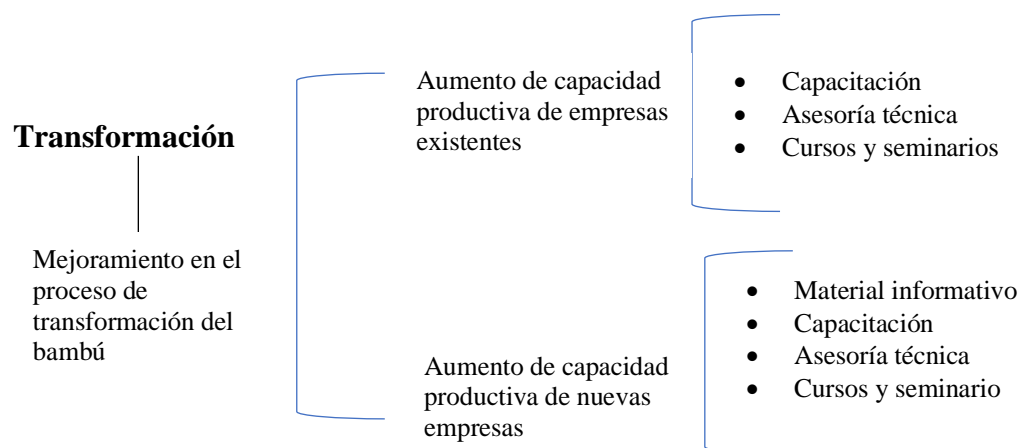 Transformación
Mejoramiento en el
proceso de
transformación del
bambú
Aumento de capacidad
productiva de empresas
existentes
• Capacitación
• Asesoría técnica
• Cursos y seminarios
Aumento de capacidad
productiva de nuevas
empresas
• Material informativo
• Capacitación
• Asesoría técnica
• Cursos y seminario